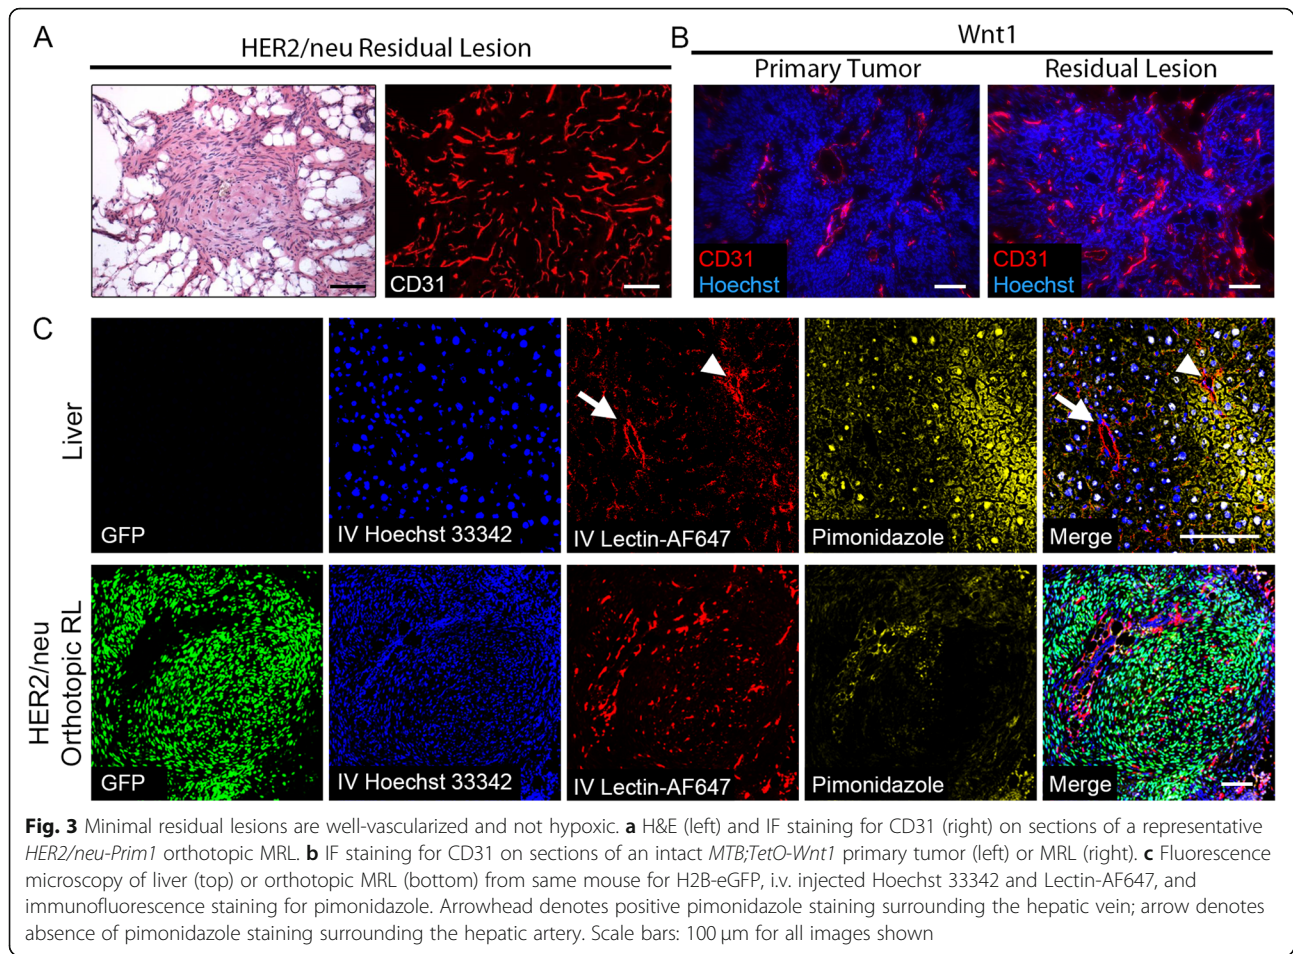 A
HER2/neu Residual Lesion
CD31
B
Wnt1
Primary Tumor
Residual Lesion
CD31
Hoechst
CD31
Hoechst
C
Liver
GFP
IV Hoechst 33342
IV Lectin-AF647
Pimonidazole
Merge
HER2/neu
Orthotopic RL
GFP
IV Hoechst 33342
IV Lectin-AF647
Pimonidazole
Merge
Fig. 3 Minimal residual lesions are well-vascularized and not hypoxic. a H&E (left) and IF staining for CD31 (right) on sections of a representative
HER2/neu-Prim1 orthotopic MRL. b IF staining for CD31 on sections of an intact MTB;TetO-Wnt1 primary tumor (left) or MRL (right). c Fluorescence
microscopy of liver (top) or orthotopic MRL (bottom) from same mouse for H2B-eGFP, i.v. injected Hoechst 33342 and Lectin-AF647, and
immunofluorescence staining for pimonidazole. Arrowhead denotes positive pimonidazole staining surrounding the hepatic vein; arrow denotes
absence of pimonidazole staining surrounding the hepatic artery. Scale bars: 100 μm for all images shown